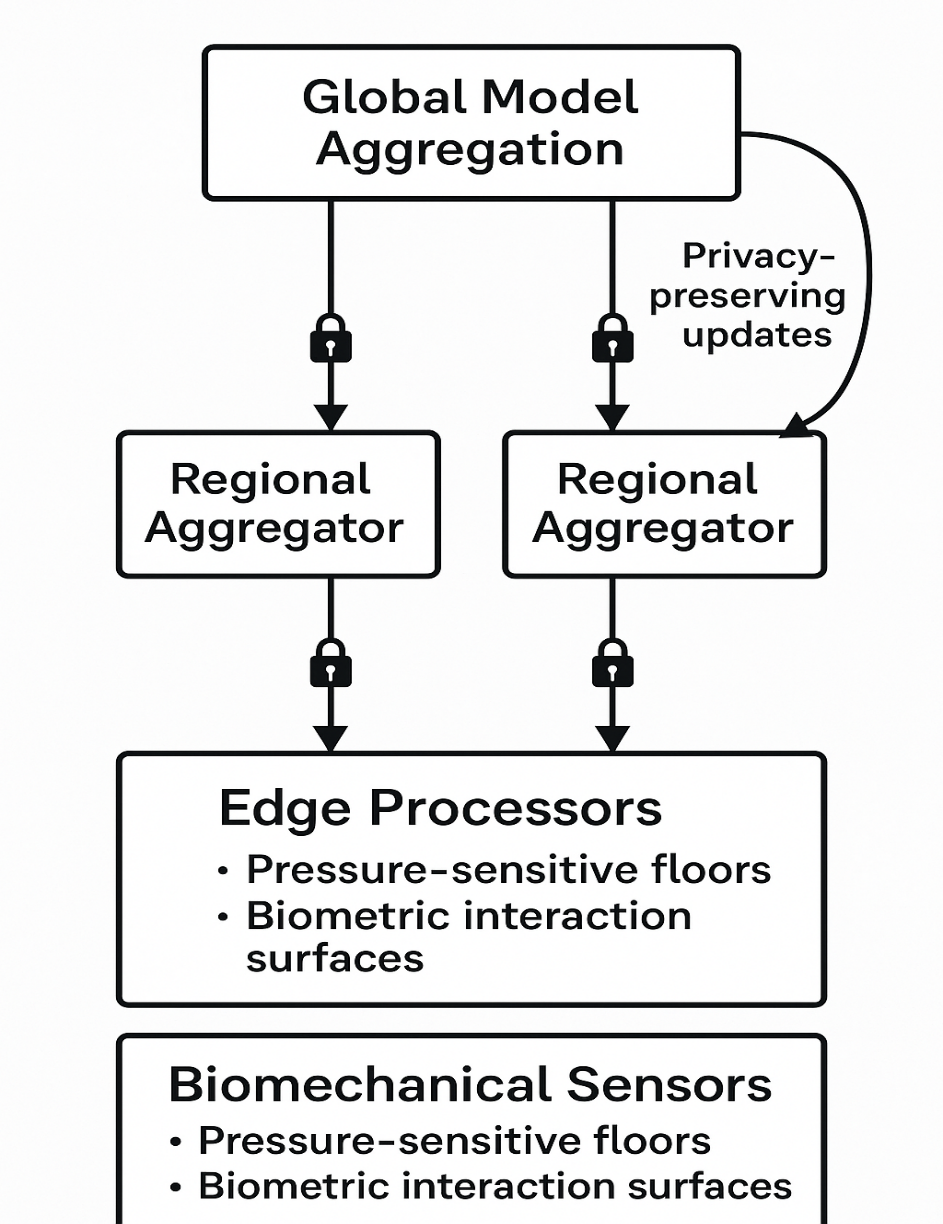 Global Model
Aggregation
Privacy-
preserving
updates
Regional
Aggregator
Regional
Aggregator
Edge Processors
• Pressure-sensitive floors
• Biometric interaction
surfaces
Biomechanical Sensors
• Pressure-sensitive floors
• Biometric interaction surfaces